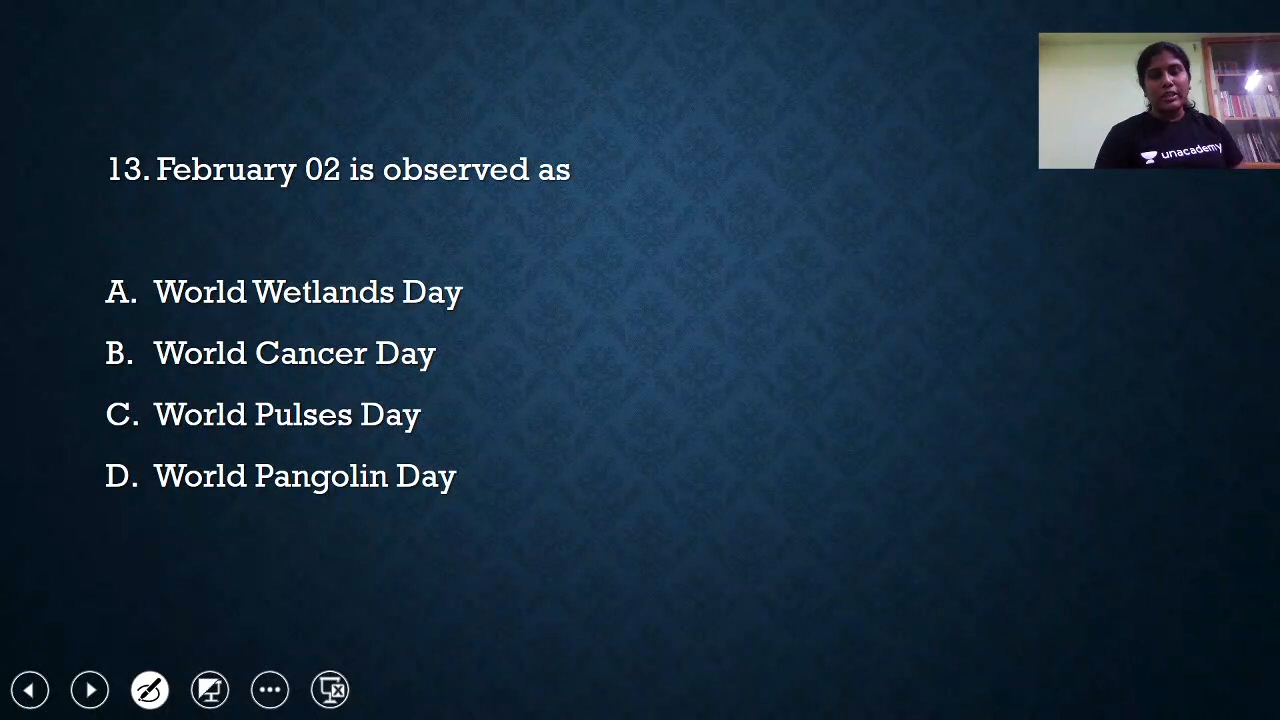 13. February 02 is observed as
A. World Wetlands Day
B. World Cancer Day
C. World Pulses Day
D. World Pangolin Day
unacademy